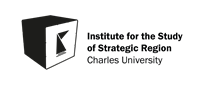 Institute for the Study
of Strategic Region
Charles University